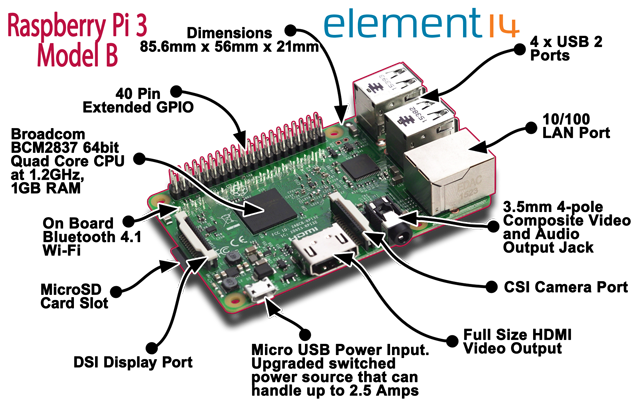 Raspberry Pi 3
Model B
Dimensions
85.6mm x 56mm x 21mm
element14
4 x USB 2
Ports
40 Pin
Extended GPIO
10/100
LAN Port
Broadcom
BCM2837 64bit
Quad Core CPU
at 1.2GHz,
1GB RAM
3.5mm 4-pole
Composite Video
and Audio
Output Jack
On Board
Bluetooth 4.1
Wi-Fi
CSI Camera Port
MicroSD
Card Slot
HDMI
Full Size HDMI
Video Output
DSI Display Port
Micro USB Power Input.
Upgraded switched
power source that can
handle up to 2.5 Amps